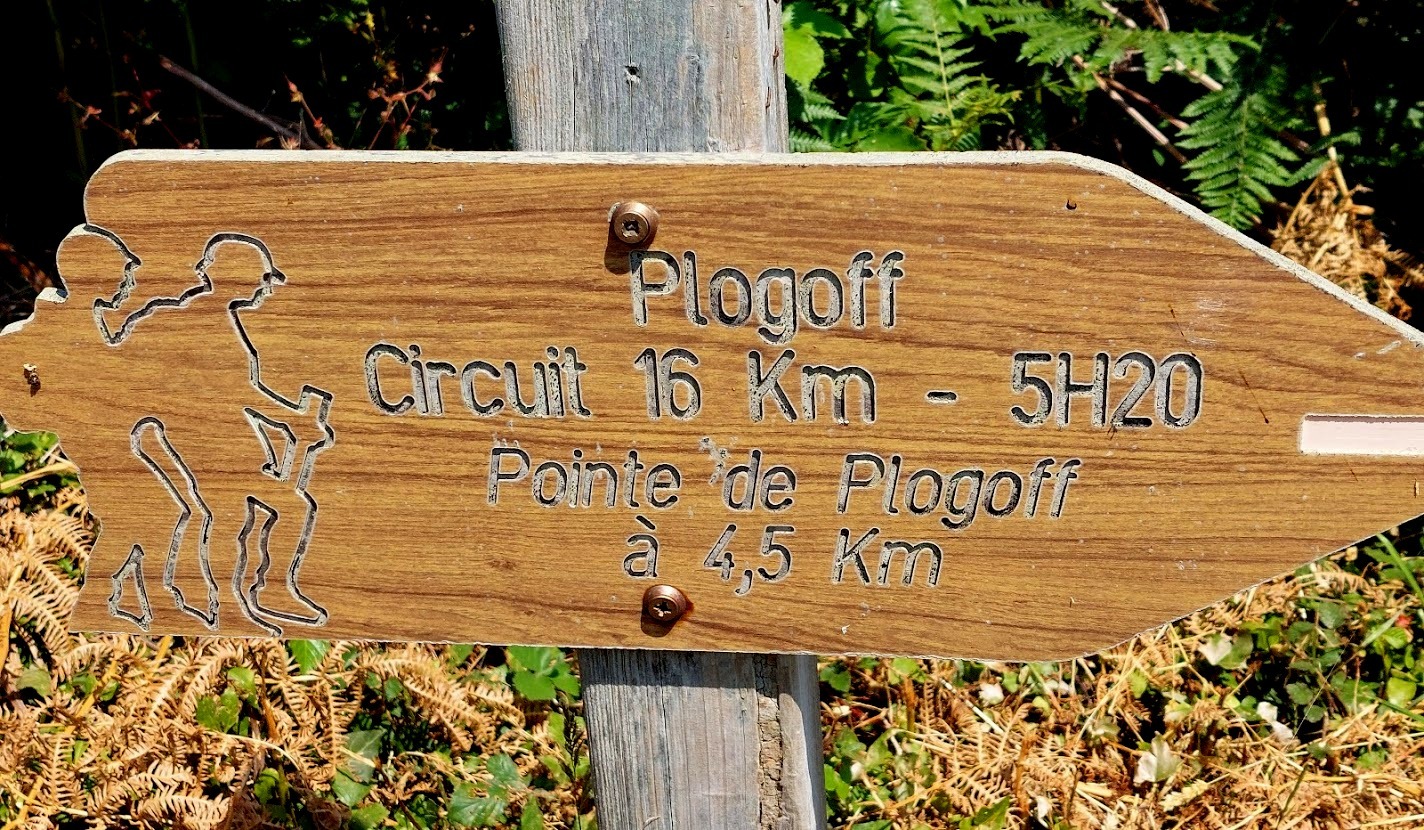 Plogoff
Circuit 16 Km - 5H20
Pointe de Plogoff
à 4,5 Km